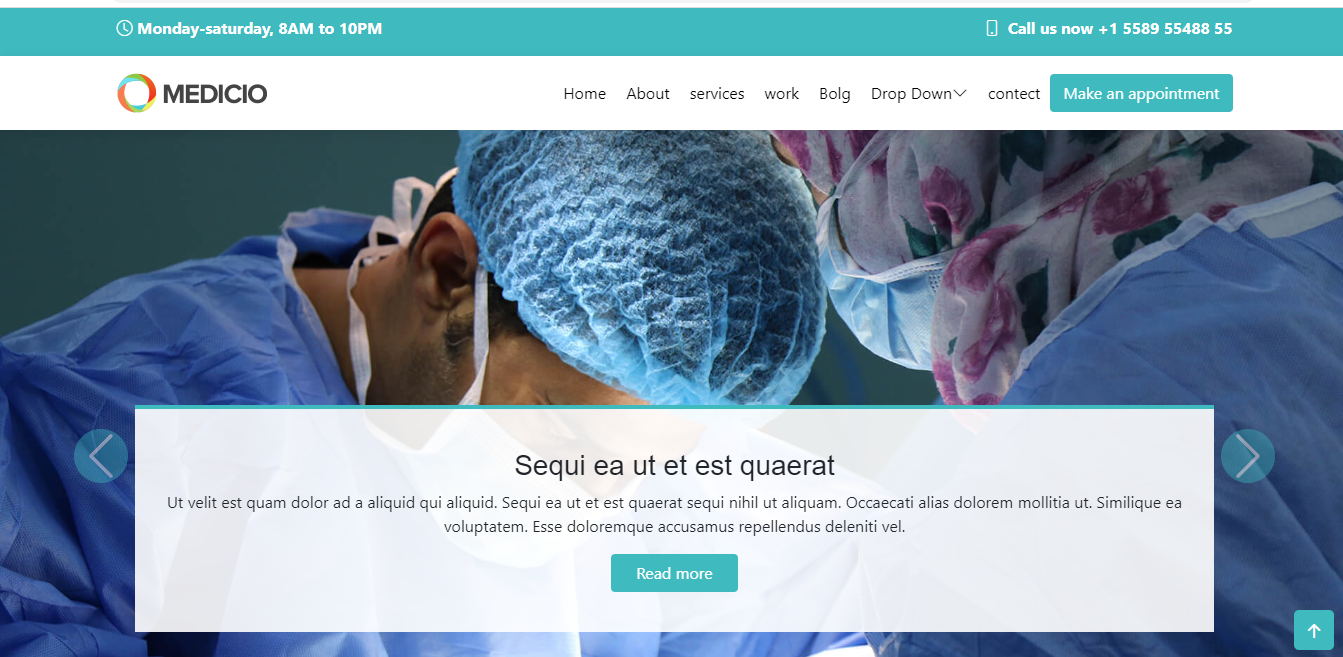 Monday-saturday, 8AM to 10PM
Call us now +1 5589 55488 55
MEDICIO
Home About services work Bolg Drop Down contect Make an appointment
Sequi ea ut et est quaerat
Ut velit est quam dolor ad a aliquid qui aliquid. Sequi ea ut et est quaerat sequi nihil ut aliquam. Occaecati alias dolorem mollitia ut. Similique ea
voluptatem. Esse doloremque accusamus repellendus deleniti vel.
Read more